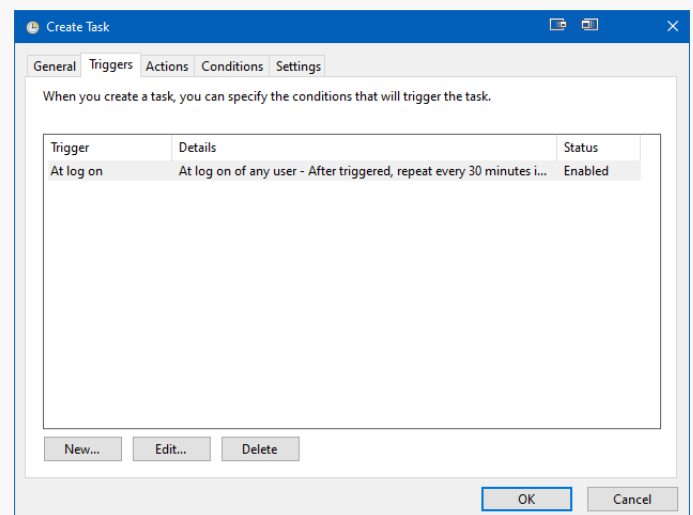 Create Task
General Triggers Actions Conditions Settings
When you create a task, you can specify the conditions that will trigger the task.
Trigger Details Status
At log on At log on of any user - After triggered, repeat every 30 minutes i... Enabled
New... Edit... Delete
OK Cancel